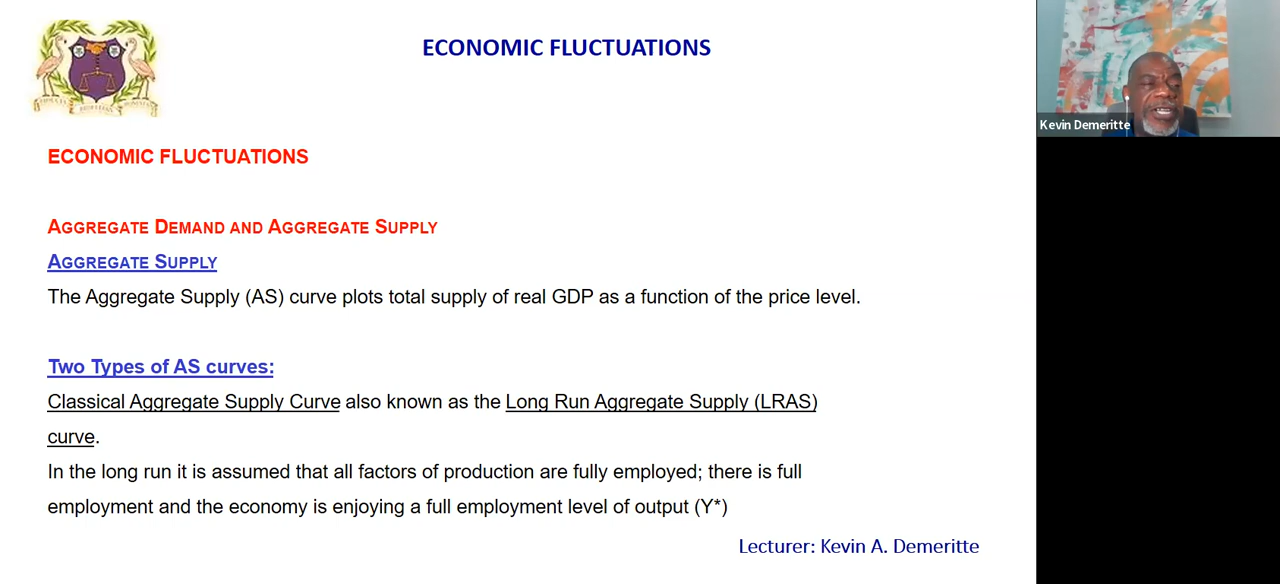 ECONOMIC FLUCTUATIONS
Kevin Demeritte
ECONOMIC FLUCTUATIONS
AGGREGATE DEMAND AND AGGREGATE SUPPLY
AGGREGATE SUPPLY
The Aggregate Supply (AS) curve plots total supply of real GDP as a function of the price level.
Two Types of AS curves:
Classical Aggregate Supply Curve also known as the Long Run Aggregate Supply (LRAS)
curve.
In the long run it is assumed that all factors of production are fully employed; there is full
employment and the economy is enjoying a full employment level of output (Y*)
Lecturer: Kevin A. Demeritte